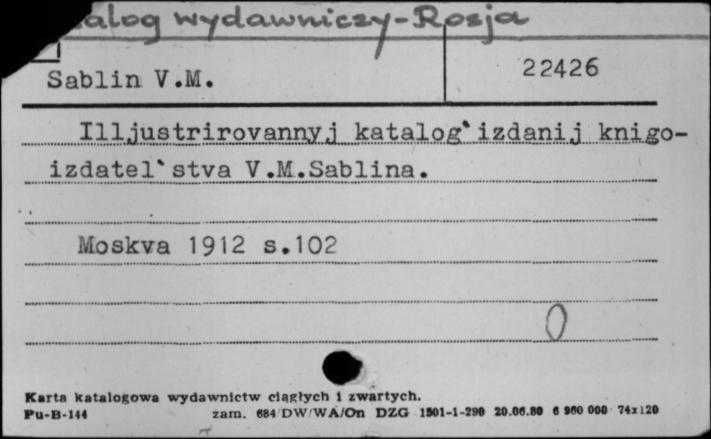 alog wydawniczy-Rosja
Sablin V.M.
22426
Illjustrirovannyj katalog`izdanij knigo-
izdatel`stva V.M.Sablina.
Moskva 1912 s.102
0
Karta katalogowa wydawnictw ciągłych i zwartych.
Pu-B-144 zam. 684/DW/WA/On DZG 1501-1-290 20.06.80 6 960 000 74x120